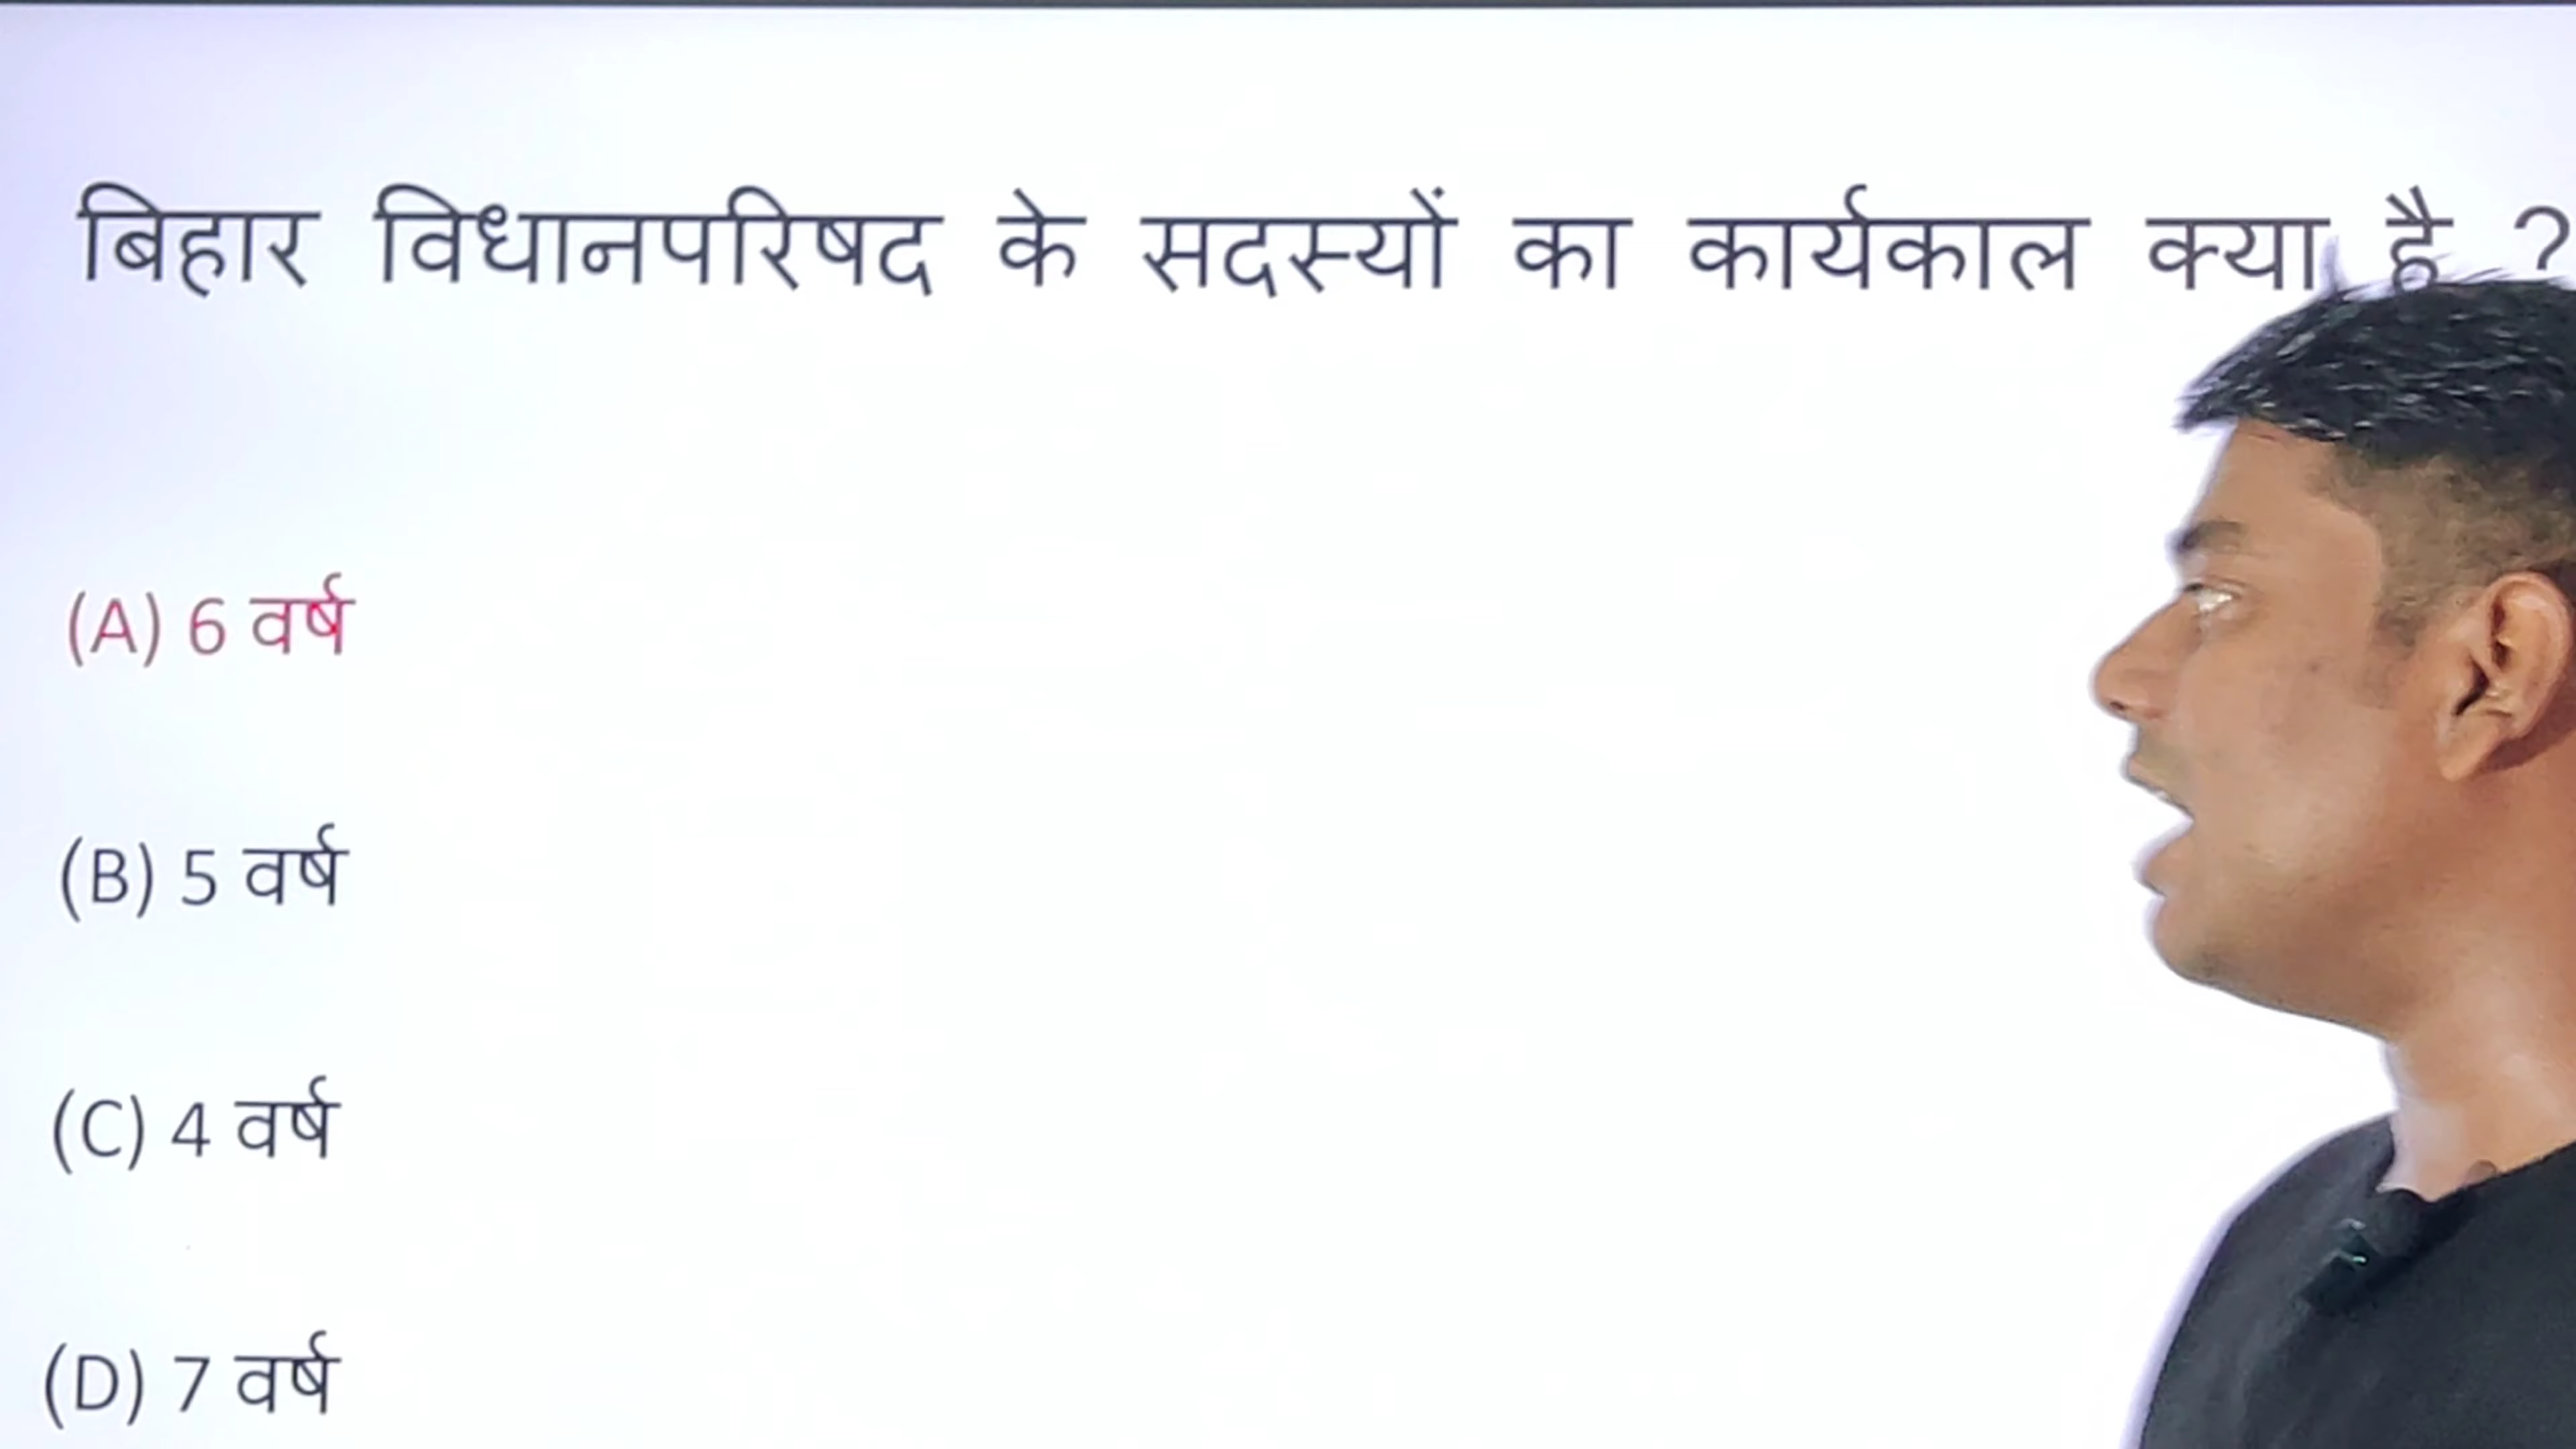 बिहार विधानपरिषद के सदस्यों का कार्यकाल क्या है ?
(A) 6 वर्ष
(B) 5 वर्ष
(C) 4 वर्ष
(D) 7 वर्ष